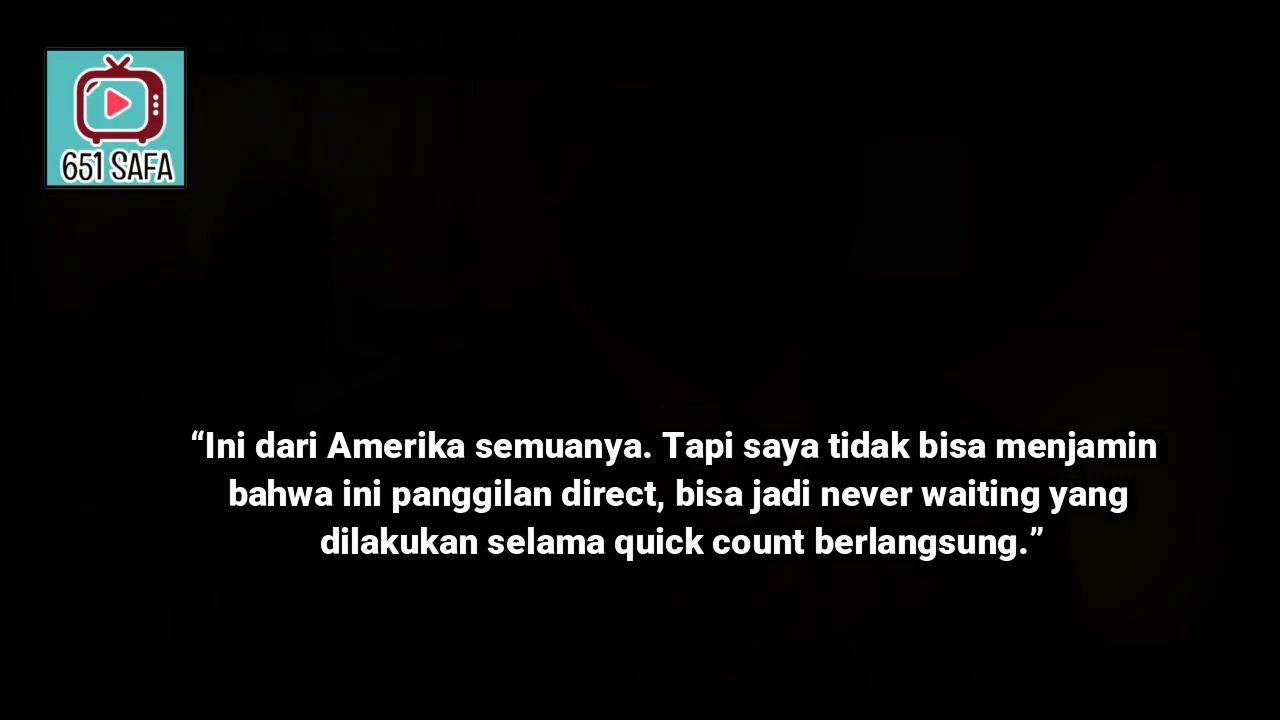 651 SAFA
“Ini dari Amerika semuanya. Tapi saya tidak bisa menjamin
bahwa ini panggilan direct, bisa jadi never waiting yang
dilakukan selama quick count berlangsung.”